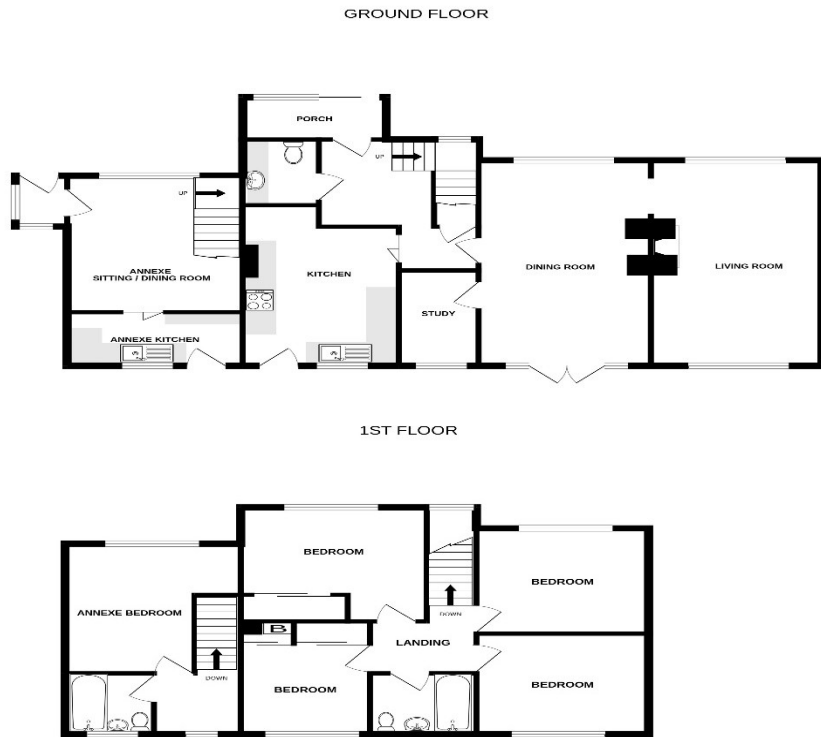 GROUND FLOOR
PORCH
UP
UP
ANNEXE
SITTING / DINING ROOM
KITCHEN
DINING ROOM
LIVING ROOM
STUDY
ANNEXE KITCHEN
1ST FLOOR
BEDROOM
BEDROOM
ANNEXE BEDROOM
DOWN
B
LANDING
DOWN
BEDROOM
BEDROOM